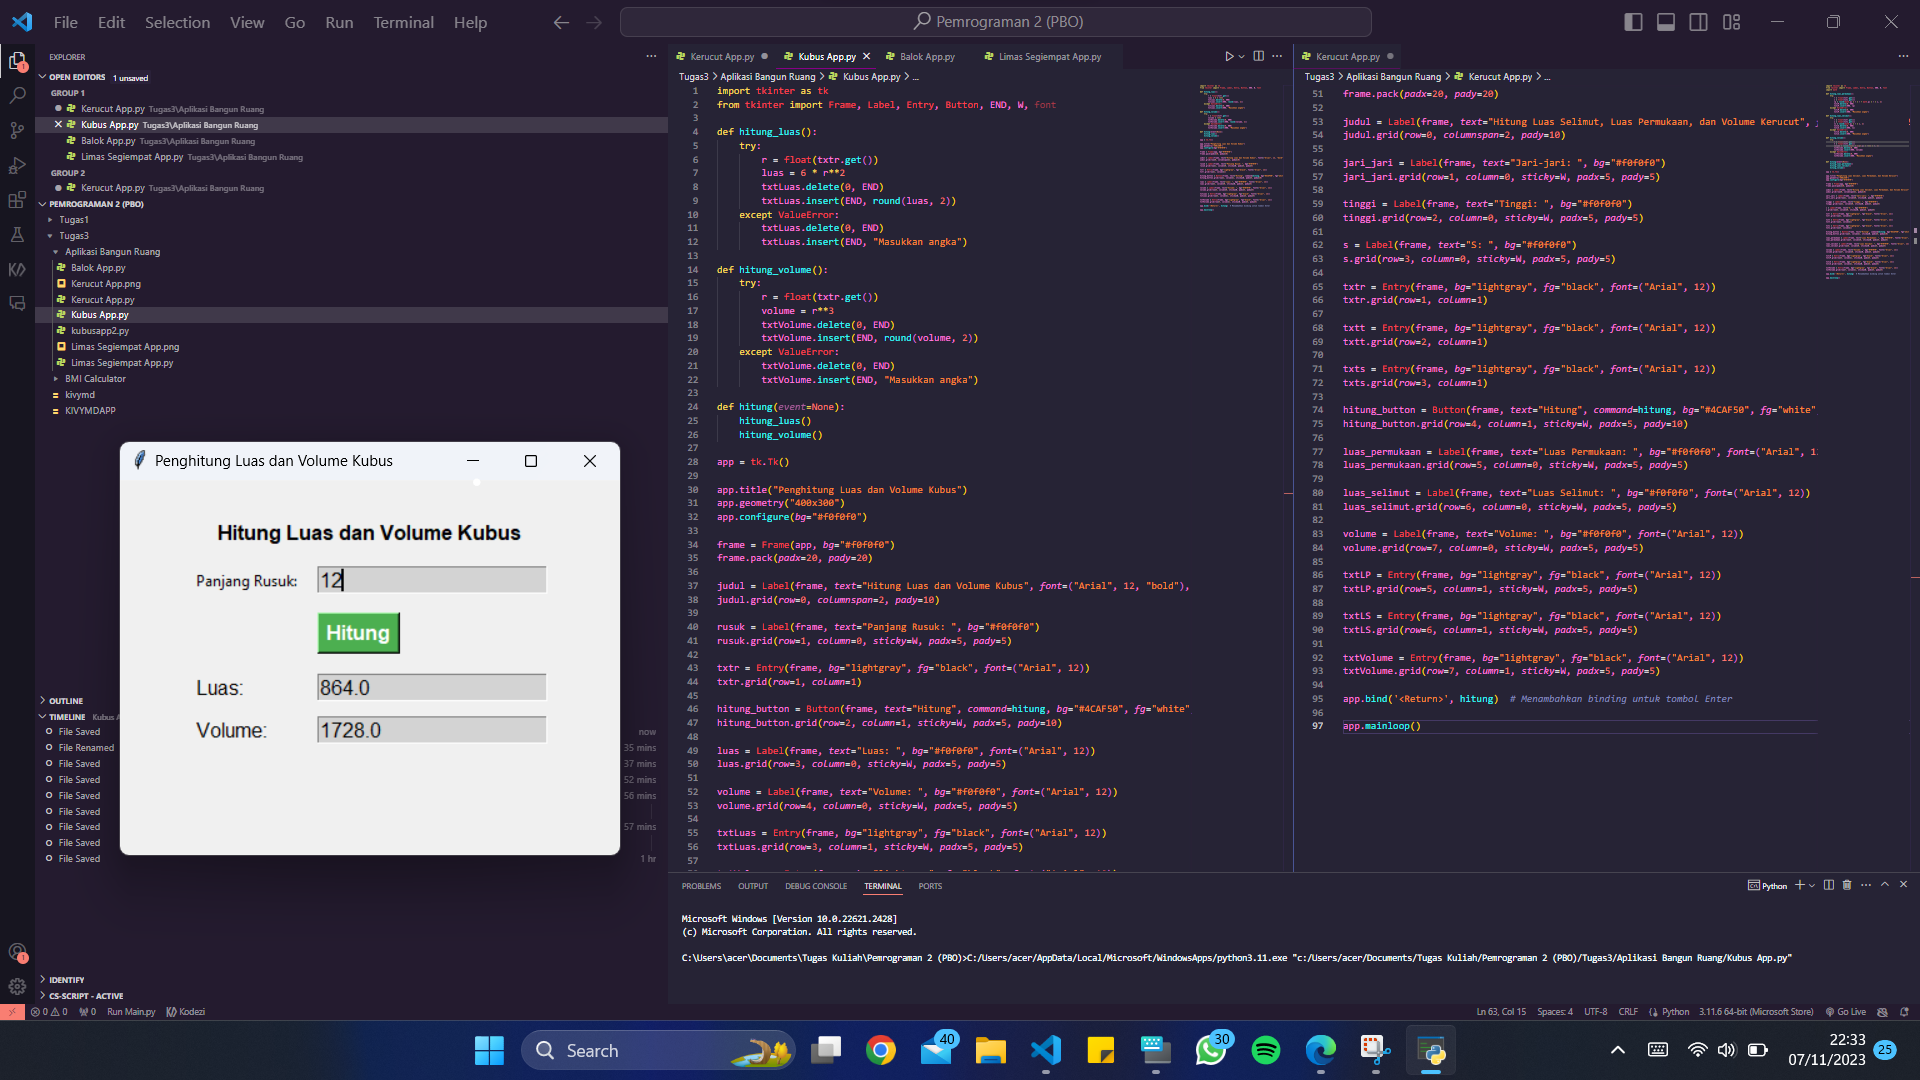 File Edit Selection View Go Run Terminal Help
Pemrograman 2 (PBO)
EXPLORER
OPEN EDITORS 1 unsaved
GROUP 1
Kerucut App.py Tugas3\Aplikasi Bangun Ruang
Kubus App.py Tugas3\Aplikasi Bangun Ruang
Balok App.py Tugas3\Aplikasi Bangun Ruang
Limas Segiempat App.py Tugas3\Aplikasi Bangun Ruang
GROUP 2
Kerucut App.py Tugas3\Aplikasi Bangun Ruang
PEMROGRAMAN 2 (PBO)
Tugas1
Tugas3
Aplikasi Bangun Ruang
Balok App.py
Kerucut App.png
Kerucut App.py
Kubus App.py
kubusapp2.py
Limas Segiempat App.png
Limas Segiempat App.py
BMI Calculator
kivymd
KIVYMDAPP
Penghitung Luas dan Volume Kubus
Hitung Luas dan Volume Kubus
Panjang Rusuk: 12
Hitung
Luas: 864.0
Volume: 1728.0
OUTLINE
TIMELINE Kubus A
File Saved now
File Renamed 35 mins
File Saved 37 mins
File Saved 52 mins
File Saved 56 mins
File Saved
File Saved 57 mins
File Saved
File Saved 1 hr
IDENTIFY
CS-SCRIPT - ACTIVE
Kerucut App.py Kubus App.py Balok App.py Limas Segiempat App.py
Tugas3 > Aplikasi Bangun Ruang > Kubus App.py > ...
1 import tkinter as tk
2 from tkinter import Frame, Label, Entry, Button, END, W, font
3
4 def hitung_luas():
5 try:
6 r = float(txtr.get())
7 luas = 6 * r**2
8 txtLuas.delete(0, END)
9 txtLuas.insert(END, round(luas, 2))
10 except ValueError:
11 txtLuas.delete(0, END)
12 txtLuas.insert(END, "Masukkan angka")
13
14 def hitung_volume():
15 try:
16 r = float(txtr.get())
17 volume = r**3
18 txtVolume.delete(0, END)
19 txtVolume.insert(END, round(volume, 2))
20 except ValueError:
21 txtVolume.delete(0, END)
22 txtVolume.insert(END, "Masukkan angka")
23
24 def hitung(event=None):
25 hitung_luas()
26 hitung_volume()
27
28 app = tk.Tk()
29
30 app.title("Penghitung Luas dan Volume Kubus")
31 app.geometry("400x300")
32 app.configure(bg="#f0f0f0")
33
34 frame = Frame(app, bg="#f0f0f0")
35 frame.pack(padx=20, pady=20)
36
37 judul = Label(frame, text="Hitung Luas dan Volume Kubus", font=("Arial", 12, "bold"),
38 judul.grid(row=0, columnspan=2, pady=10)
39
40 rusuk = Label(frame, text="Panjang Rusuk: ", bg="#f0f0f0")
41 rusuk.grid(row=1, column=0, sticky=W, padx=5, pady=5)
42
43 txtr = Entry(frame, bg="lightgray", fg="black", font=("Arial", 12))
44 txtr.grid(row=1, column=1)
45
46 hitung_button = Button(frame, text="Hitung", command=hitung, bg="#4CAF50", fg="white"
47 hitung_button.grid(row=2, column=1, sticky=W, padx=5, pady=10)
48
49 luas = Label(frame, text="Luas: ", bg="#f0f0f0", font=("Arial", 12))
50 luas.grid(row=3, column=0, sticky=W, padx=5, pady=5)
51
52 volume = Label(frame, text="Volume: ", bg="#f0f0f0", font=("Arial", 12))
53 volume.grid(row=4, column=0, sticky=W, padx=5, pady=5)
54
55 txtLuas = Entry(frame, bg="lightgray", fg="black", font=("Arial", 12))
56 txtLuas.grid(row=3, column=1, sticky=W, padx=5, pady=5)
57
Kerucut App.py
Tugas3 > Aplikasi Bangun Ruang > Kerucut App.py > ...
51 frame.pack(padx=20, pady=20)
52
53 judul = Label(frame, text="Hitung Luas Selimut, Luas Permukaan, dan Volume Kerucut",
54 judul.grid(row=0, columnspan=2, pady=10)
55
56 jari_jari = Label(frame, text="Jari-jari: ", bg="#f0f0f0")
57 jari_jari.grid(row=1, column=0, sticky=W, padx=5, pady=5)
58
59 tinggi = Label(frame, text="Tinggi: ", bg="#f0f0f0")
60 tinggi.grid(row=2, column=0, sticky=W, padx=5, pady=5)
61
62 s = Label(frame, text="S: ", bg="#f0f0f0")
63 s.grid(row=3, column=0, sticky=W, padx=5, pady=5)
64
65 txtr = Entry(frame, bg="lightgray", fg="black", font=("Arial", 12))
66 txtr.grid(row=1, column=1)
67
68 txtt = Entry(frame, bg="lightgray", fg="black", font=("Arial", 12))
69 txtt.grid(row=2, column=1)
70
71 txts = Entry(frame, bg="lightgray", fg="black", font=("Arial", 12))
72 txts.grid(row=3, column=1)
73
74 hitung_button = Button(frame, text="Hitung", command=hitung, bg="#4CAF50", fg="white"
75 hitung_button.grid(row=4, column=1, sticky=W, padx=5, pady=10)
76
77 luas_permukaan = Label(frame, text="Luas Permukaan: ", bg="#f0f0f0", font=("Arial", 1
78 luas_permukaan.grid(row=5, column=0, sticky=W, padx=5, pady=5)
79
80 luas_selimut = Label(frame, text="Luas Selimut: ", bg="#f0f0f0", font=("Arial", 12))
81 luas_selimut.grid(row=6, column=0, sticky=W, padx=5, pady=5)
82
83 volume = Label(frame, text="Volume: ", bg="#f0f0f0", font=("Arial", 12))
84 volume.grid(row=7, column=0, sticky=W, padx=5, pady=5)
85
86 txtLP = Entry(frame, bg="lightgray", fg="black", font=("Arial", 12))
87 txtLP.grid(row=5, column=1, sticky=W, padx=5, pady=5)
88
89 txtLS = Entry(frame, bg="lightgray", fg="black", font=("Arial", 12))
90 txtLS.grid(row=6, column=1, sticky=W, padx=5, pady=5)
91
92 txtVolume = Entry(frame, bg="lightgray", fg="black", font=("Arial", 12))
93 txtVolume.grid(row=7, column=1, sticky=W, padx=5, pady=5)
94
95 app.bind('<Return>', hitung) # Menambahkan binding untuk tombol Enter
96
97 app.mainloop()
PROBLEMS OUTPUT DEBUG CONSOLE TERMINAL PORTS
Python
Microsoft Windows [Version 10.0.22621.2428]
(c) Microsoft Corporation. All rights reserved.
C:\Users\acer\Documents\Tugas Kuliah\Pemrograman 2 (PBO)>C:/Users/acer/AppData/Local/Microsoft/WindowsApps/python3.11.exe "c:/Users/acer/Documents/Tugas Kuliah/Pemrograman 2 (PBO)/Tugas3/Aplikasi Bangun Ruang/Kubus App.py"
0 0 0 Run Main.py Kodezi
Ln 63, Col 15 Spaces: 4 UTF-8 CRLF Python 3.11.6 64-bit (Microsoft Store) Go Live
Search
40
30
22:33
07/11/2023
25